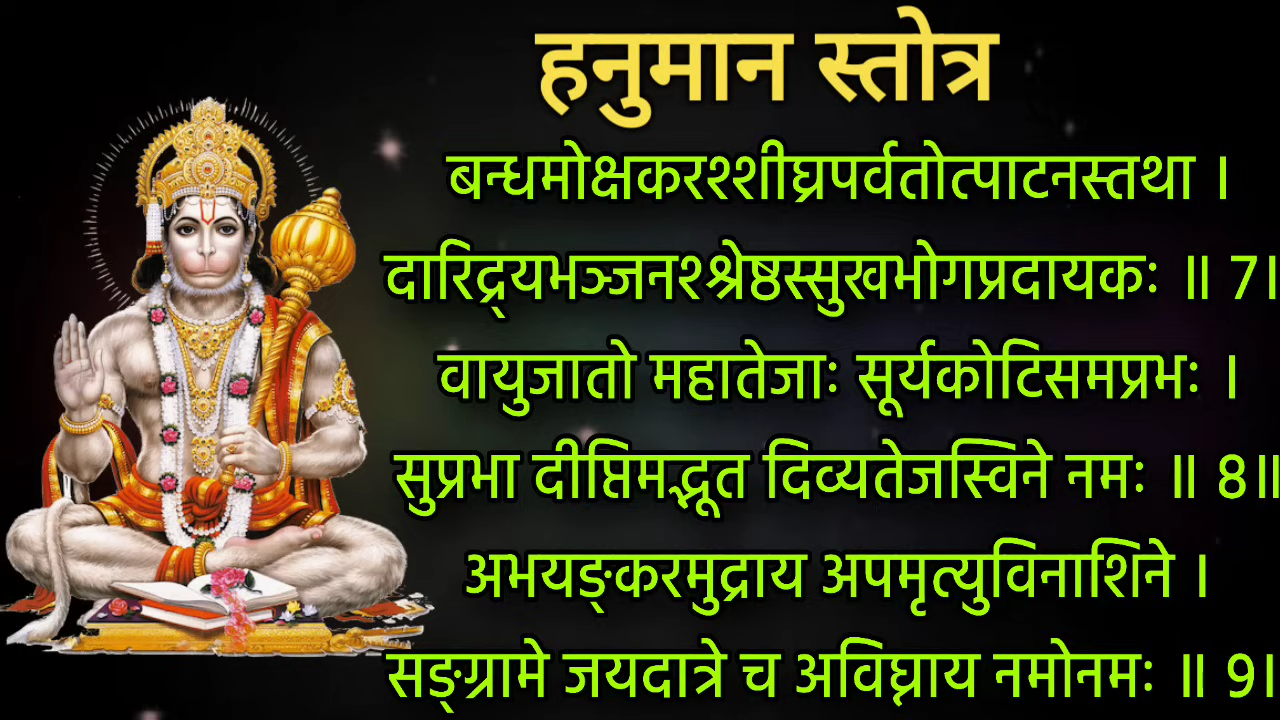 हनुमान स्तोत्र
बन्धमोक्षकरश्शीघ्रपर्वतोत्पाटनस्तथा ।
दारिद्र्यभञ्जनश्श्रेष्ठस्सुखभोगप्रदायकः ॥ 7।
वायुजातो महातेजाः सूर्यकोटिसमप्रभः ।
सुप्रभा दीप्तिमद्भूत दिव्यतेजस्विने नमः ॥ 8॥
अभयङ्करमुद्राय अपमृत्युविनाशिने ।
सङ्ग्रामे जयदात्रे च अविघ्नाय नमोनमः ॥ 9।